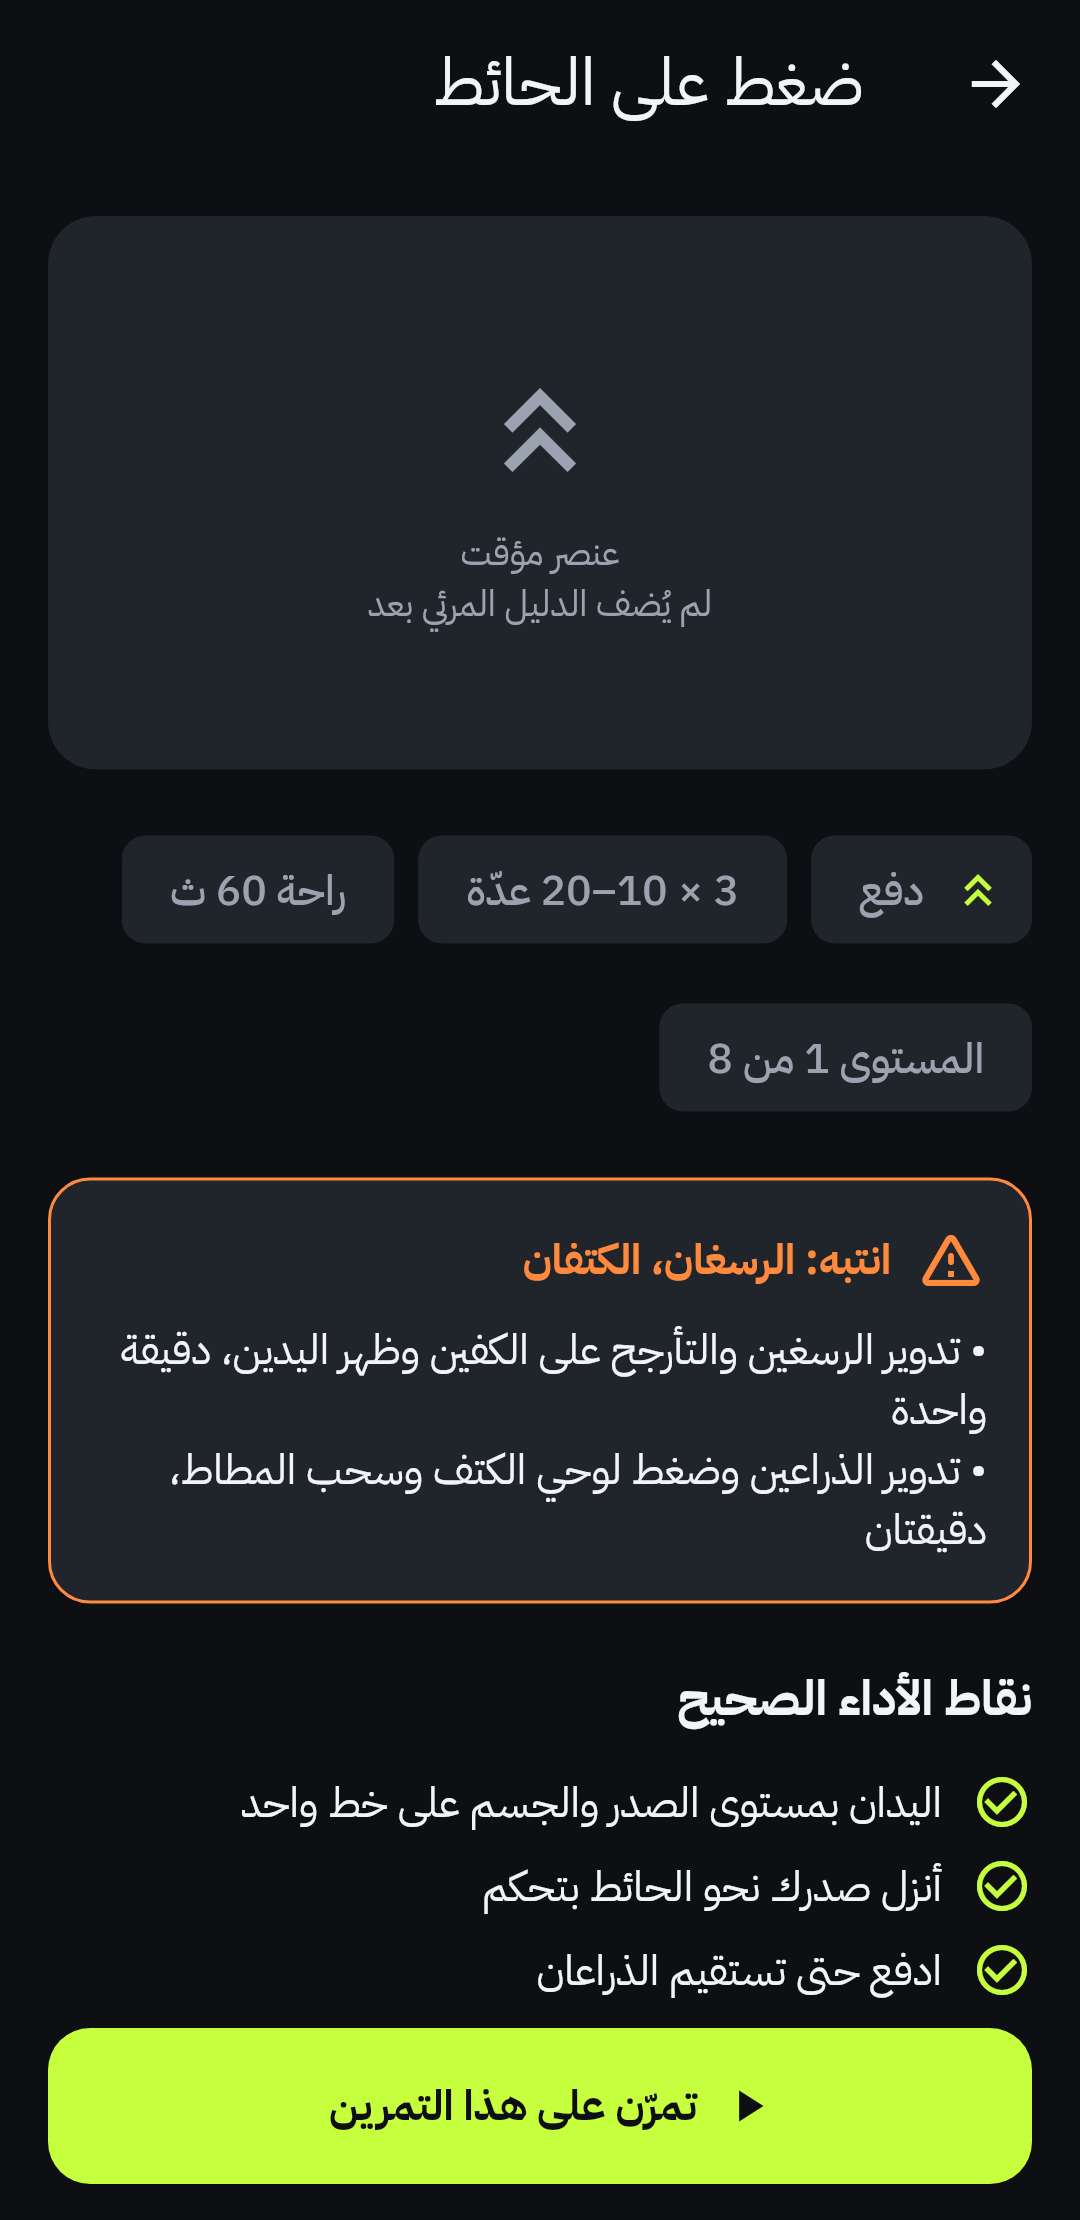 ضغط على الحائط
عنصر مؤقت
لم يُضف الدليل المرئي بعد
دفع
3 × 10–20 عدّة
راحة 60 ث
المستوى 1 من 8
انتبه: الرسغان، الكتفان
• تدوير الرسغين والتأرجح على الكفين وظهر اليدين، دقيقة
واحدة
• تدوير الذراعين وضغط لوحي الكتف وسحب المطاط،
دقيقتان
نقاط الأداء الصحيح
اليدان بمستوى الصدر والجسم على خط واحد
أنزل صدرك نحو الحائط بتحكم
ادفع حتى تستقيم الذراعان
تمرّن على هذا التمرين